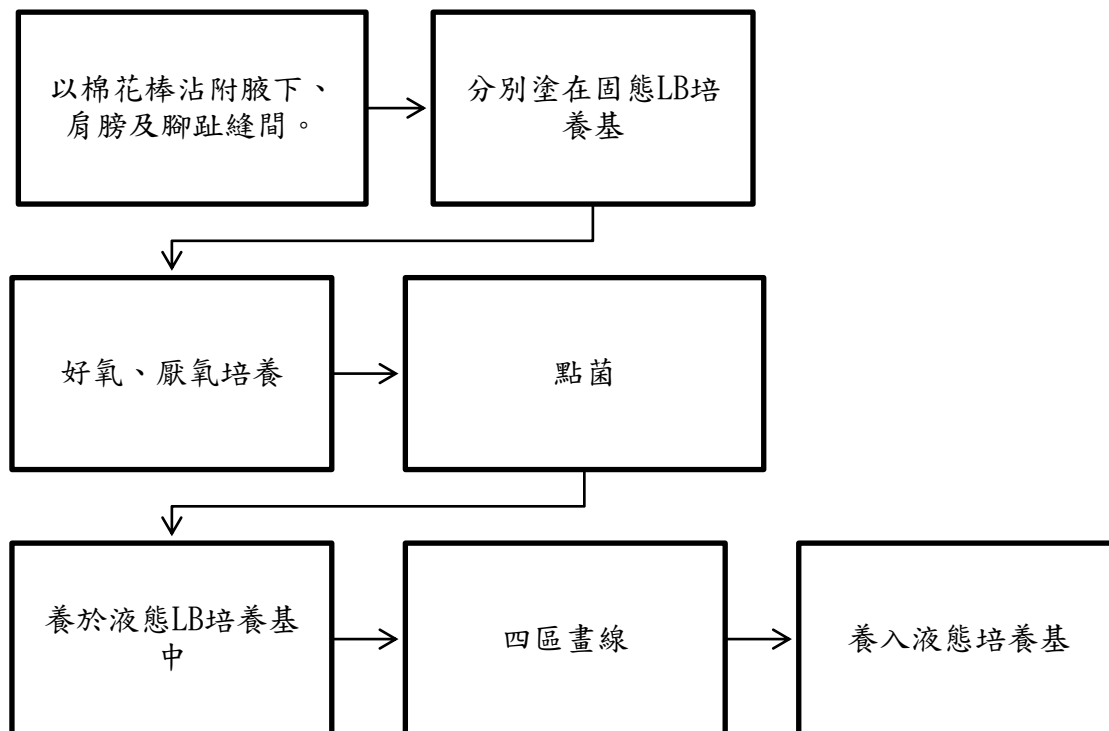 以棉花棒沾附腋下、
肩膀及腳趾縫間。
分別塗在固態LB培
養基
好氧、厭氧培養
點菌
養於液態LB培養基
中
四區畫線
養入液態培養基